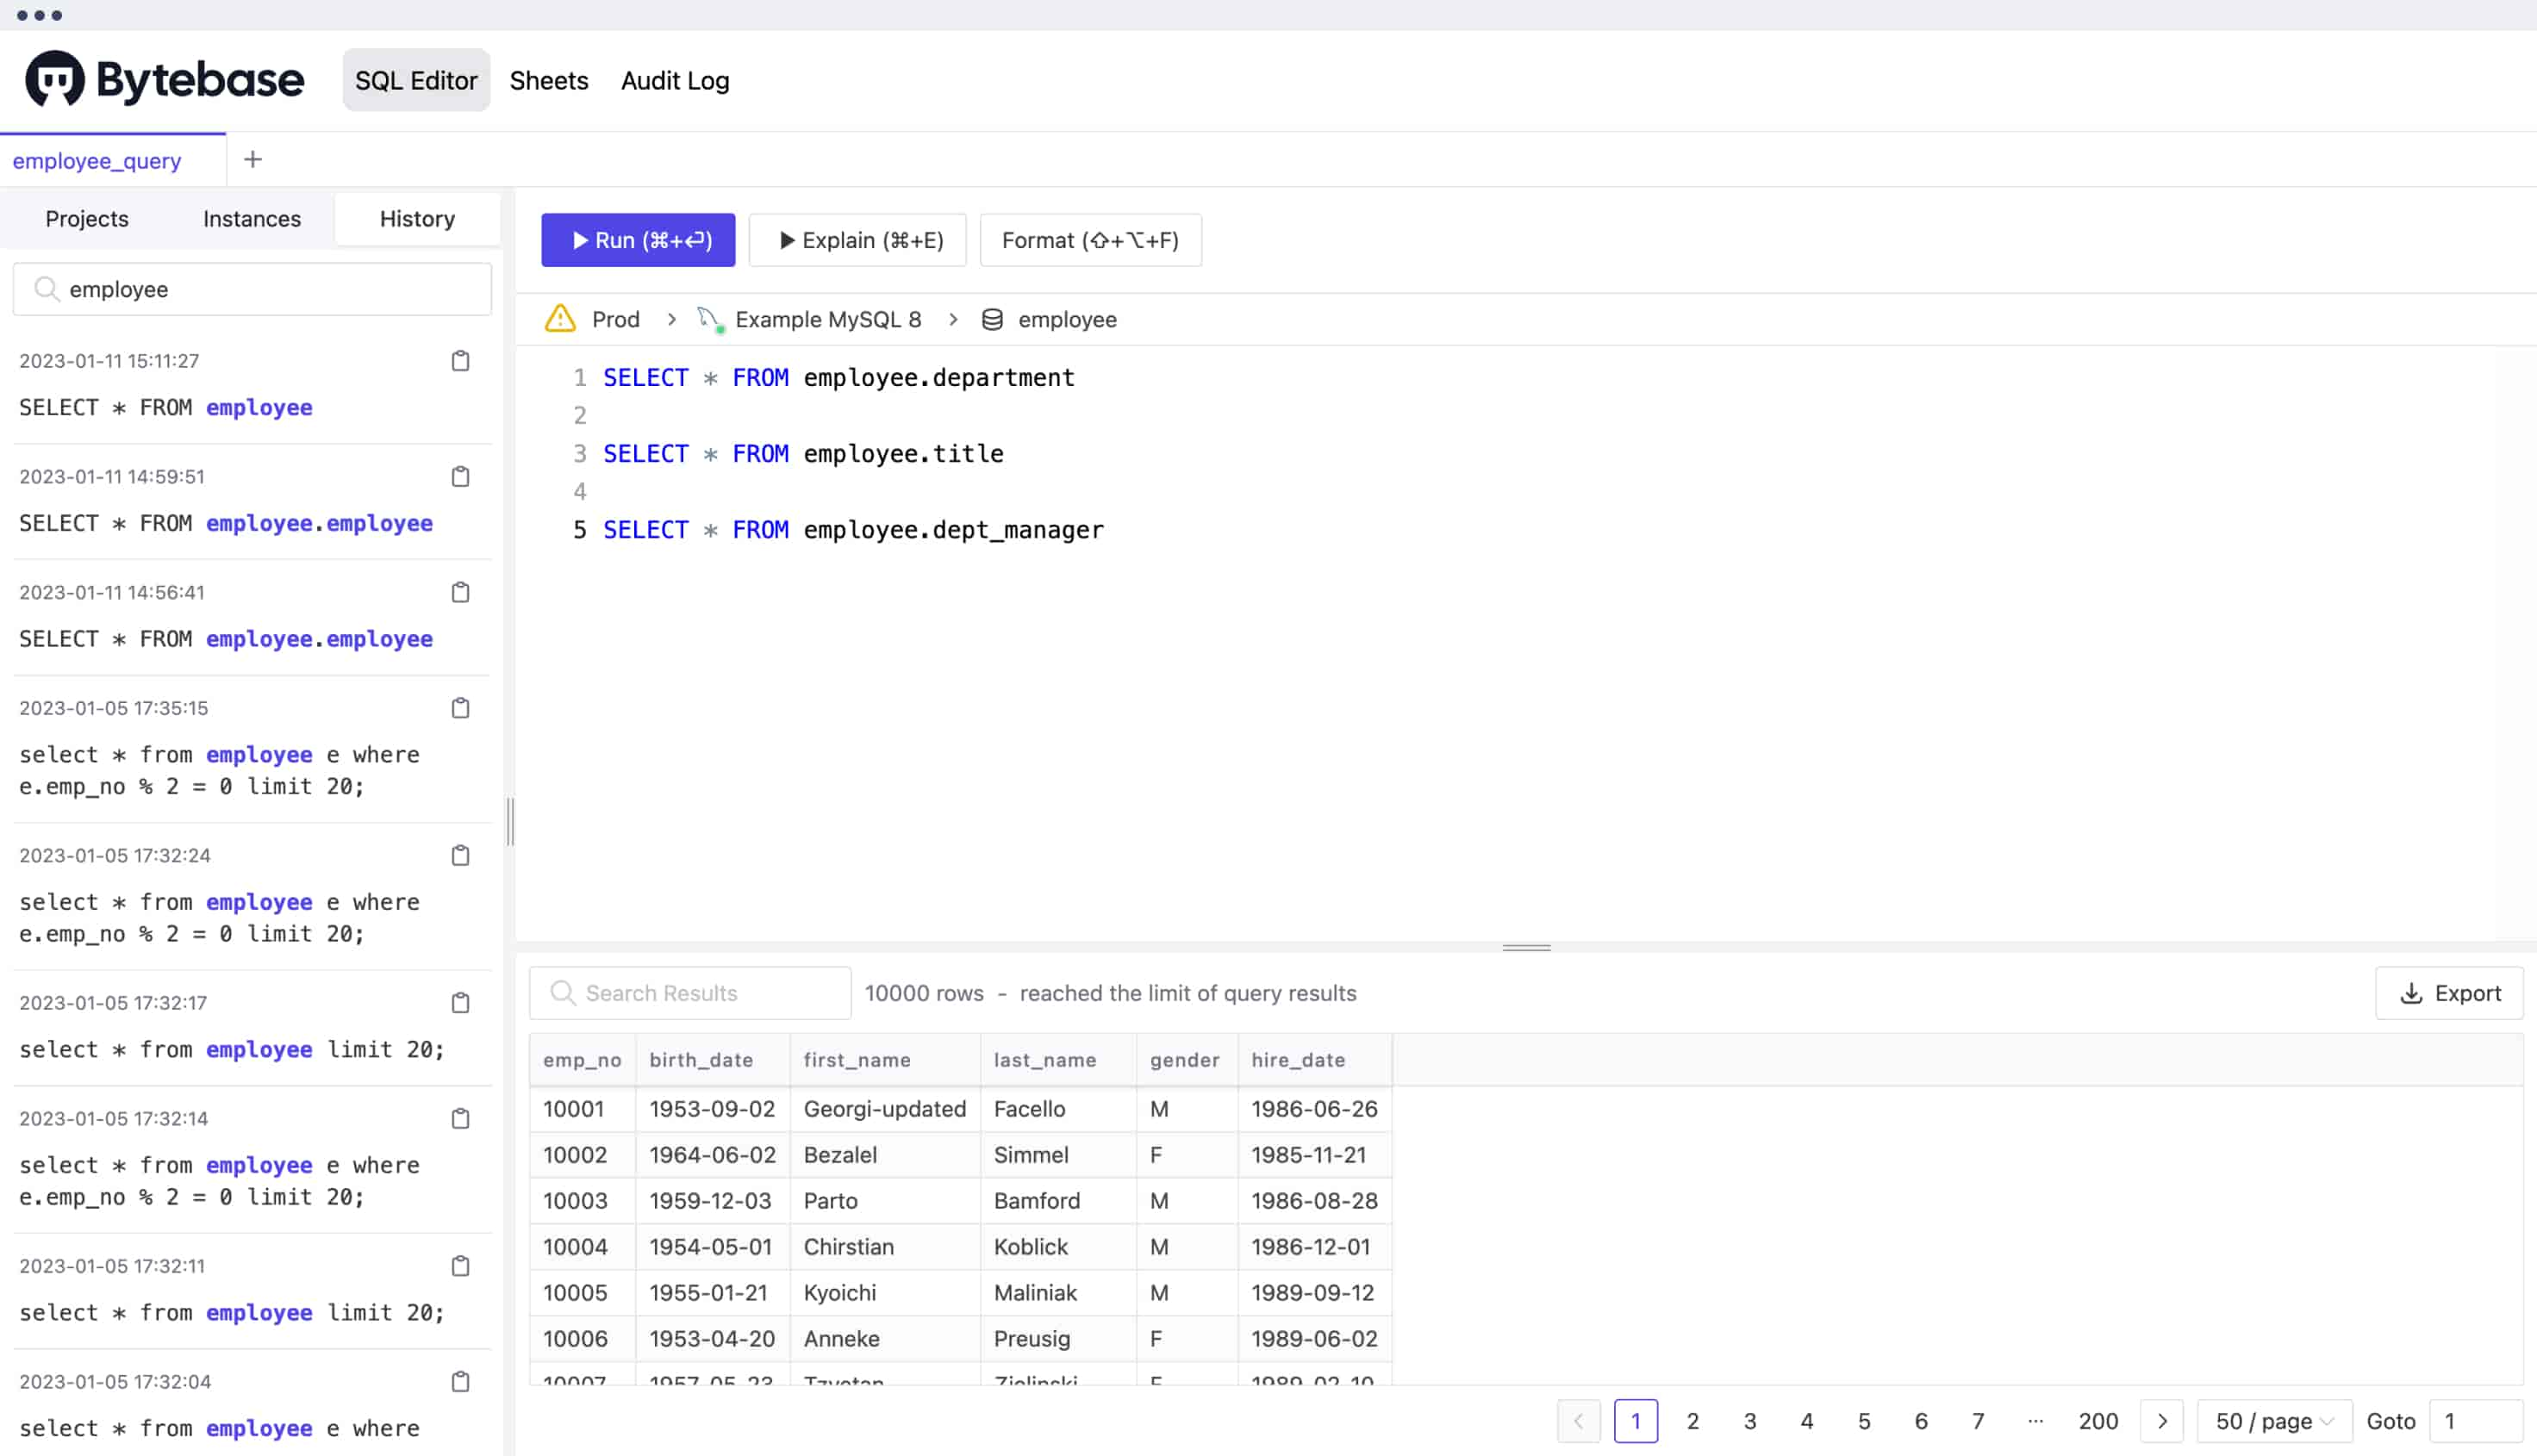 Bytebase SQL Editor Sheets Audit Log
employee_query +
Projects Instances History
employee
2023-01-11 15:11:27
SELECT * FROM employee
2023-01-11 14:59:51
SELECT * FROM employee.employee
2023-01-11 14:56:41
SELECT * FROM employee.employee
2023-01-05 17:35:15
select * from employee e where
e.emp_no % 2 = 0 limit 20;
2023-01-05 17:32:24
select * from employee e where
e.emp_no % 2 = 0 limit 20;
2023-01-05 17:32:17
select * from employee limit 20;
2023-01-05 17:32:14
select * from employee e where
e.emp_no % 2 = 0 limit 20;
2023-01-05 17:32:11
select * from employee limit 20;
2023-01-05 17:32:04
select * from employee e where
Run (⌘+⏎) Explain (⌘+E) Format (⇧+⌥+F)
Prod > Example MySQL 8 > employee
1 SELECT * FROM employee.department
2
3 SELECT * FROM employee.title
4
5 SELECT * FROM employee.dept_manager
Search Results 10000 rows - reached the limit of query results Export
emp_no birth_date first_name last_name gender hire_date
10001 1953-09-02 Georgi-updated Facello M 1986-06-26
10002 1964-06-02 Bezalel Simmel F 1985-11-21
10003 1959-12-03 Parto Bamford M 1986-08-28
10004 1954-05-01 Chirstian Koblick M 1986-12-01
10005 1955-01-21 Kyoichi Maliniak M 1989-09-12
10006 1953-04-20 Anneke Preusig F 1989-06-02
10007 1957-05-23 Tzvetan Zielinski F 1989-02-10
< 1 2 3 4 5 6 7 ··· 200 > 50 / page Goto 1